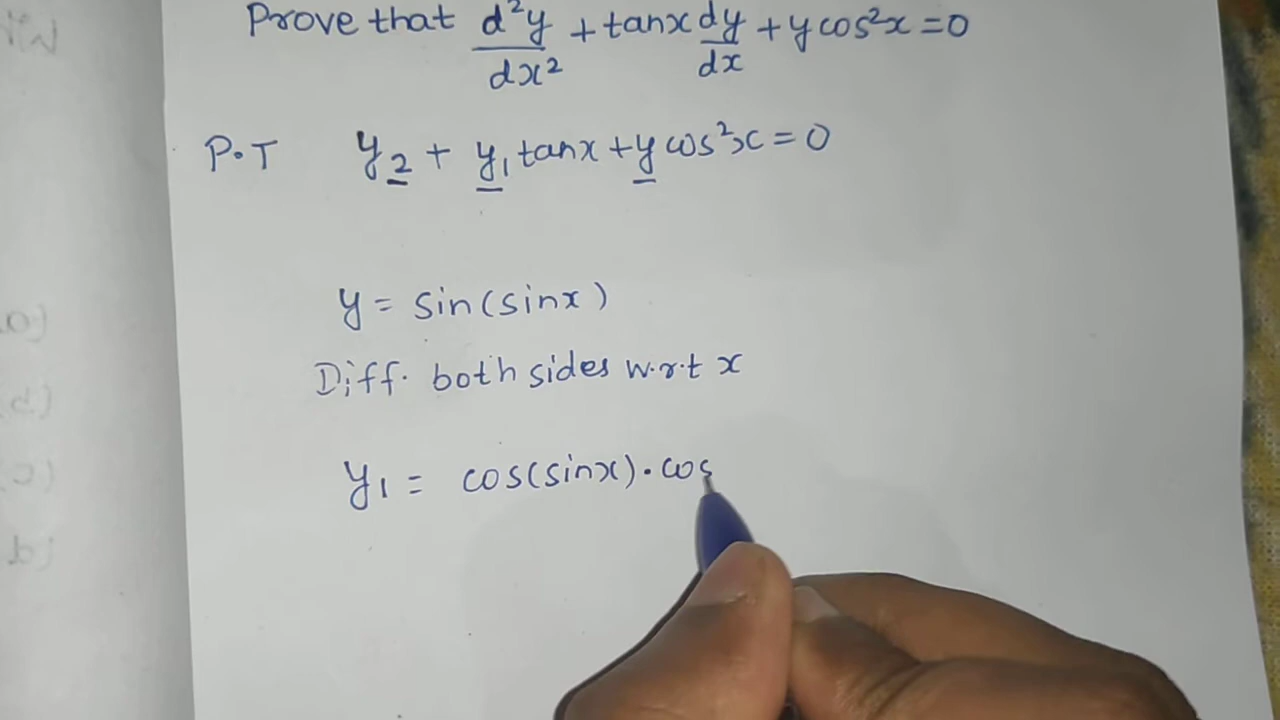 Prove that d²y/dx² + tanx dy/dx + y cos²x = 0
P.T y₂ + y₁ tanx + y cos²x = 0
y = sin(sinx)
Diff. both sides w.r.t x
y₁ = cos(sinx) · cos